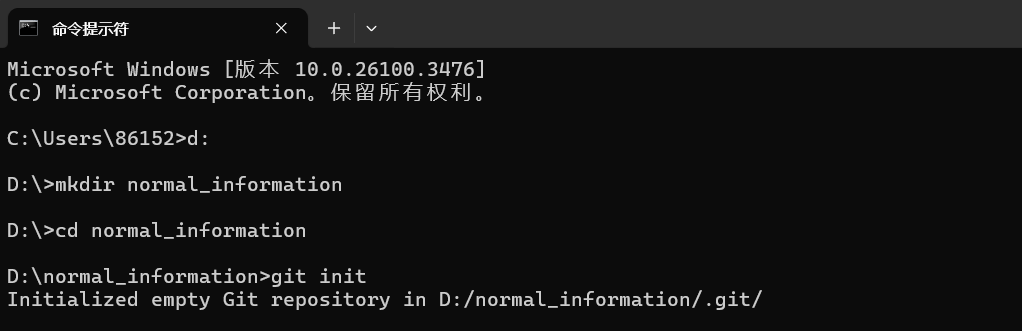 命令提示符
Microsoft Windows [版本 10.0.26100.3476]
(c) Microsoft Corporation。保留所有权利。
C:\Users\86152>d:
D:\>mkdir normal_information
D:\>cd normal_information
D:\normal_information>git init
Initialized empty Git repository in D:/normal_information/.git/